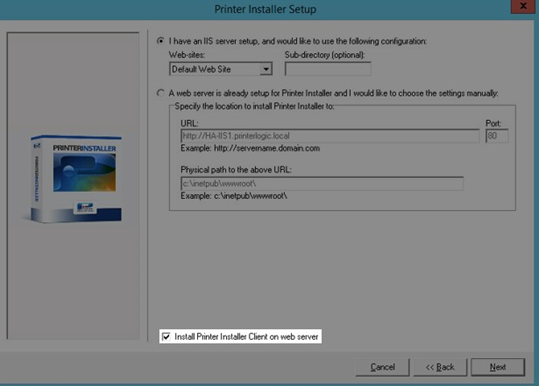 Printer Installer Setup
x
I have an IIS server setup, and would like to use the following configuration:
Web-sites: Sub-directory (optional):
Default Web Site
A web server is already setup for Printer Installer and I would like to choose the settings manually:
Specify the location to install Printer Installer to:
URL: Port:
http://HA-IIS1.printerlogic.local 80
Example: http://servername.domain.com
Physical path to the above URL:
c:\inetpub\wwwroot\
Example: c:\inetpub\wwwroot\
PRINTERINSTALLER
PRINTERINSTALLER
Install Printer Installer Client on web server
Cancel << Back Next